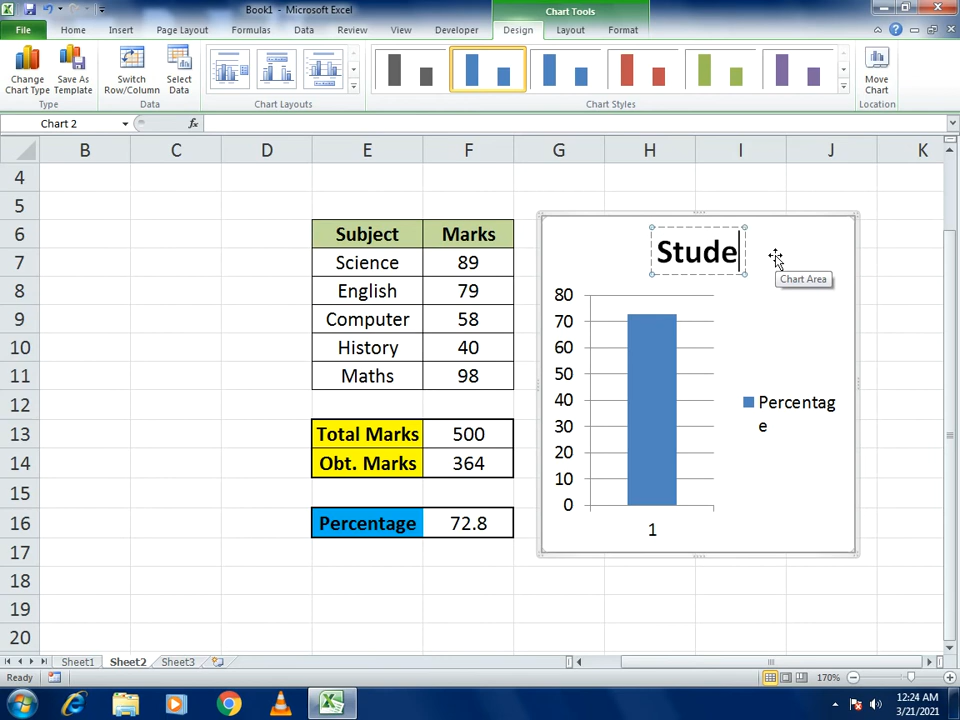 Book1 - Microsoft Excel
Chart Tools
File Home Insert Page Layout Formulas Data Review View Developer Design Layout Format
Change Chart Type
Save As Template
Switch Row/Column
Select Data
Move Chart
Type
Data
Chart Layouts
Chart Styles
Location
Chart 2
fx
B C D E F G H I J K
4
5
6 Subject Marks
7 Science 89
8 English 79
9 Computer 58
10 History 40
11 Maths 98
12
13 Total Marks 500
14 Obt. Marks 364
15
16 Percentage 72.8
17
18
19
20
Stude
Chart Area
80
70
60
50
40
30
20
10
0
1
Percentag
e
Sheet1 Sheet2 Sheet3
Ready
170%
12:24 AM
3/21/2021